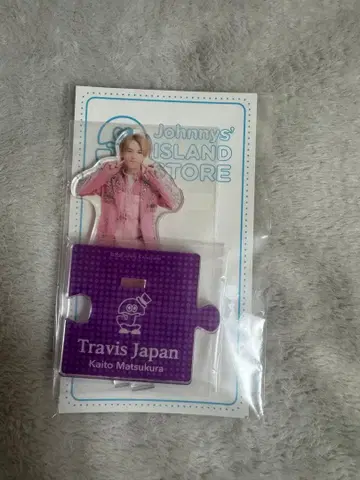 Johnnys'
ISLAND
STORE
Travis Japan
Kaito Matsukura